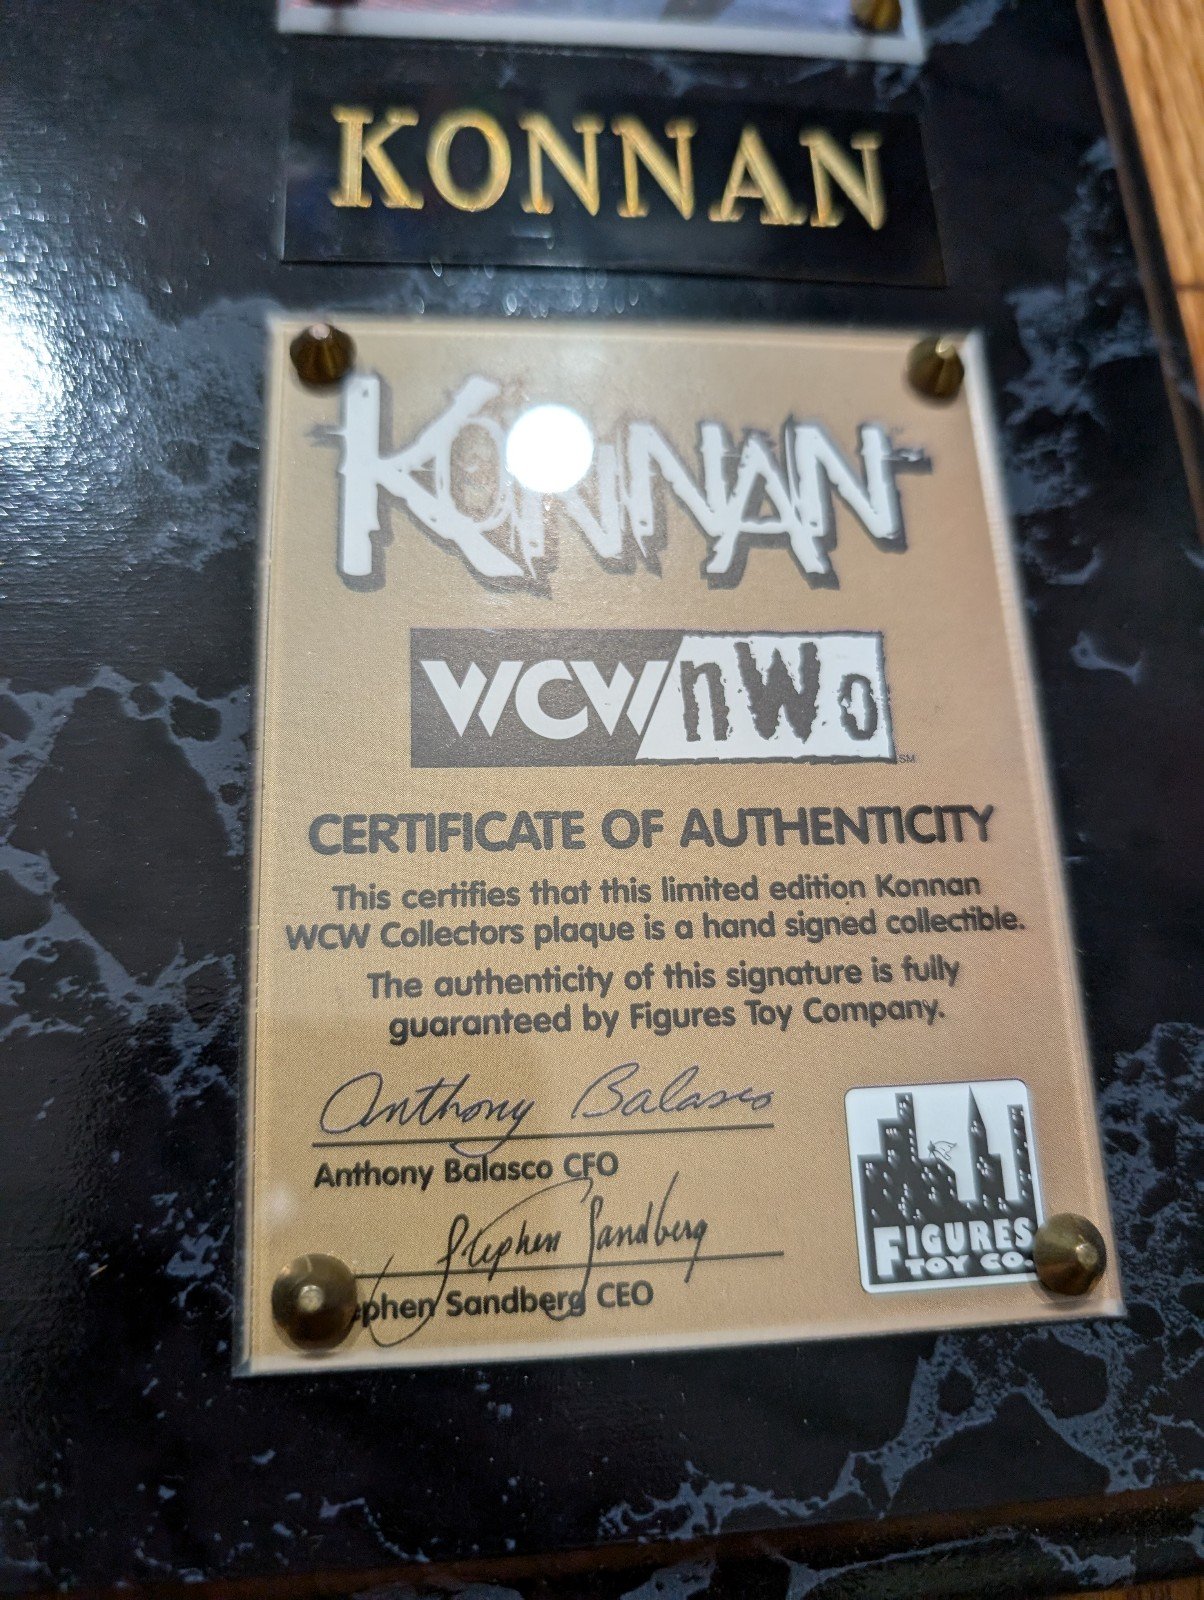 KONNAN
KONNAN
WCW/nWo
SM
CERTIFICATE OF AUTHENTICITY
This certifies that this limited edition Konnan
WCW Collectors plaque is a hand signed collectible.
The authenticity of this signature is fully
guaranteed by Figures Toy Company.
Anthony Balasco
Anthony Balasco CFO
Stephen Sandberg
ephen Sandberg CEO
FIGURES
TOY CO.